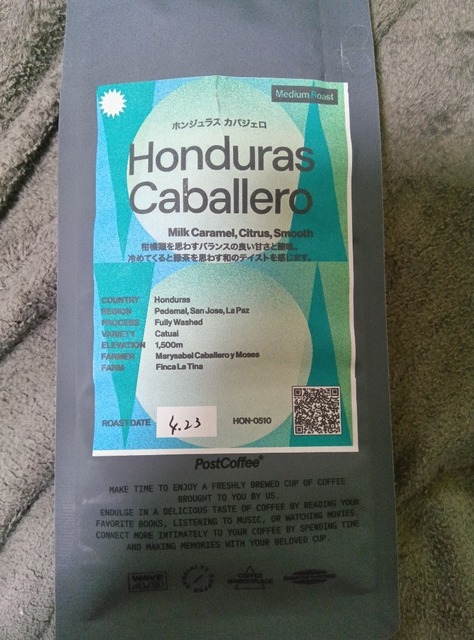 Medium Roast
ホンジュラス カバジェロ
Honduras
Caballero
Milk Caramel, Citrus, Smooth
柑橘類を思わすバランスの良い甘さと酸味。
冷めてくると緑茶を思わす和のテイストを感じます。
COUNTRY Honduras
REGION Pedernal, San Jose, La Paz
PROCESS Fully Washed
VARIETY Catuai
ELEVATION 1,500m
FARMER Marysabel Caballero y Moises
FARM Finca La Tina
ROAST DATE 4.23 HON-0510
PostCoffee®
MAKE TIME TO ENJOY A FRESHLY BREWED CUP OF COFFEE
BROUGHT TO YOU BY US.
ENDULGE IN A DELICIOUS TASTE OF COFFEE BY READING YOUR
FAVORITE BOOKS, LISTENING TO MUSIC, OR WATCHING MOVIES.
CONNECT MORE INTIMATELY TO YOUR COFFEE BY SPENDING TIME
AND MAKING MEMORIES WITH YOUR BELOVED CUP.
COFFEE
MARKETPLACE